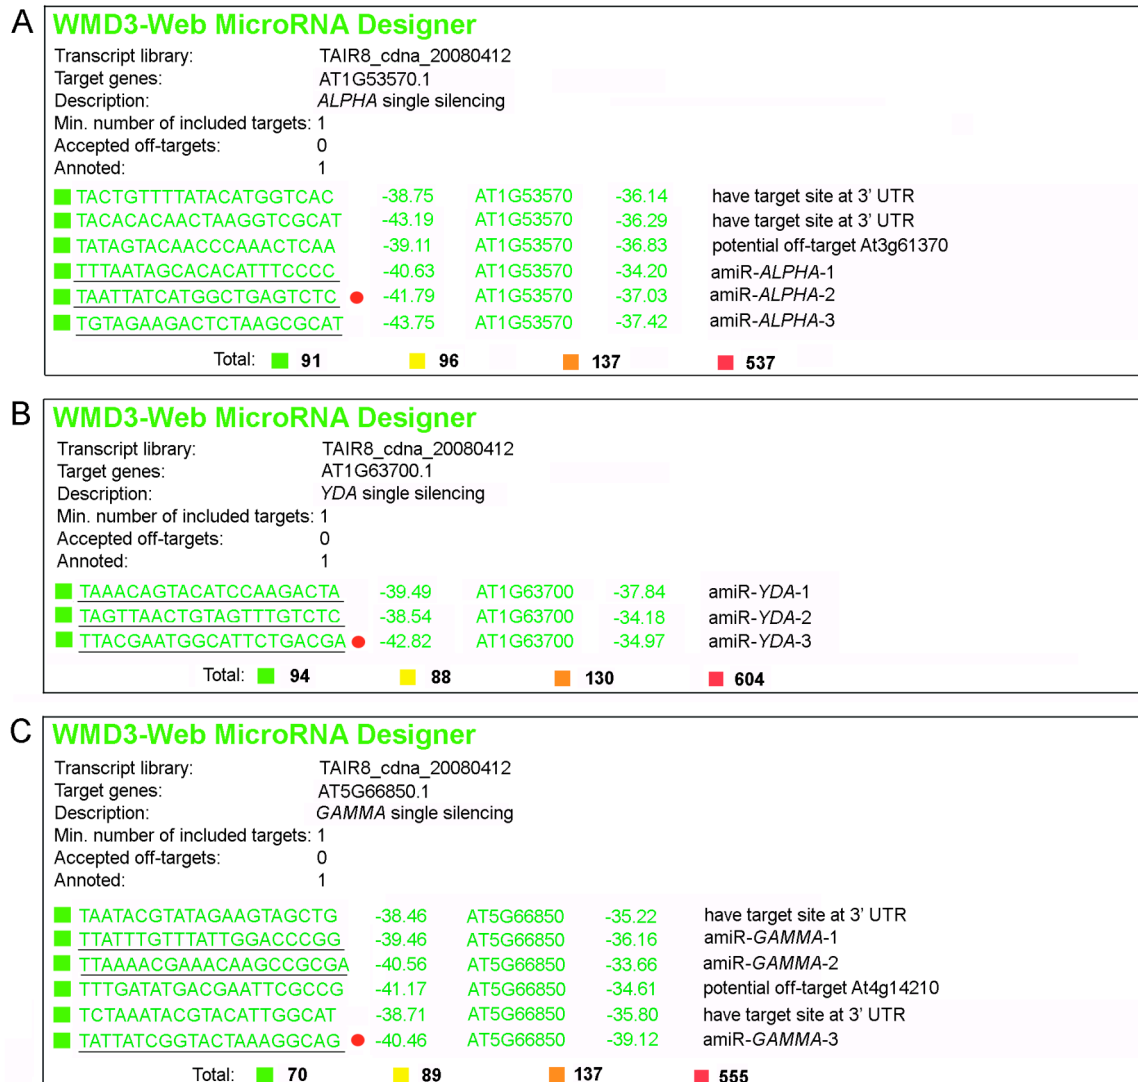 A
WMD3-Web MicroRNA Designer
Transcript library: TAIR8_cdna_20080412
Target genes: AT1G53570.1
Description: ALPHA single silencing
Min. number of included targets: 1
Accepted off-targets: 0
Annoted: 1
TACTGTTTTATACATGGTCAC -38.75 AT1G53570 -36.14 have target site at 3' UTR
TACACACAACTAAGGTCGCAT -43.19 AT1G53570 -36.29 have target site at 3' UTR
TATAGTACAACCCAAACTCAA -39.11 AT1G53570 -36.83 potential off-target At3g61370
TTTAATAGCACACATTTCCCC -40.63 AT1G53570 -34.20 amiR-ALPHA-1
TAATTATCATGGCTGAGTCTC -41.79 AT1G53570 -37.03 amiR-ALPHA-2
TGTAGAAGACTCTAAGCGCAT -43.75 AT1G53570 -37.42 amiR-ALPHA-3
Total: 91 96 137 537
B
WMD3-Web MicroRNA Designer
Transcript library: TAIR8_cdna_20080412
Target genes: AT1G63700.1
Description: YDA single silencing
Min. number of included targets: 1
Accepted off-targets: 0
Annoted: 1
TAAACAGTACATCCAAGACTA -39.49 AT1G63700 -37.84 amiR-YDA-1
TAGTTAACTGTAGTTTGTCTC -38.54 AT1G63700 -34.18 amiR-YDA-2
TTACGAATGGCATTCTGACGA -42.82 AT1G63700 -34.97 amiR-YDA-3
Total: 94 88 130 604
C
WMD3-Web MicroRNA Designer
Transcript library: TAIR8_cdna_20080412
Target genes: AT5G66850.1
Description: GAMMA single silencing
Min. number of included targets: 1
Accepted off-targets: 0
Annoted: 1
TAATACGTATAGAAGTAGCTG -38.46 AT5G66850 -35.22 have target site at 3' UTR
TTATTTGTTTATTGGACCCGG -39.46 AT5G66850 -36.16 amiR-GAMMA-1
TTAAAACGAAACAAGCCGCGA -40.56 AT5G66850 -33.66 amiR-GAMMA-2
TTTGATATGACGAATTCGCCG -41.17 AT5G66850 -34.61 potential off-target At4g14210
TCTAAATACGTACATTGGCAT -38.71 AT5G66850 -35.80 have target site at 3' UTR
TATTATCGGTACTAAAGGCAG -40.46 AT5G66850 -39.12 amiR-GAMMA-3
Total: 70 89 137 555